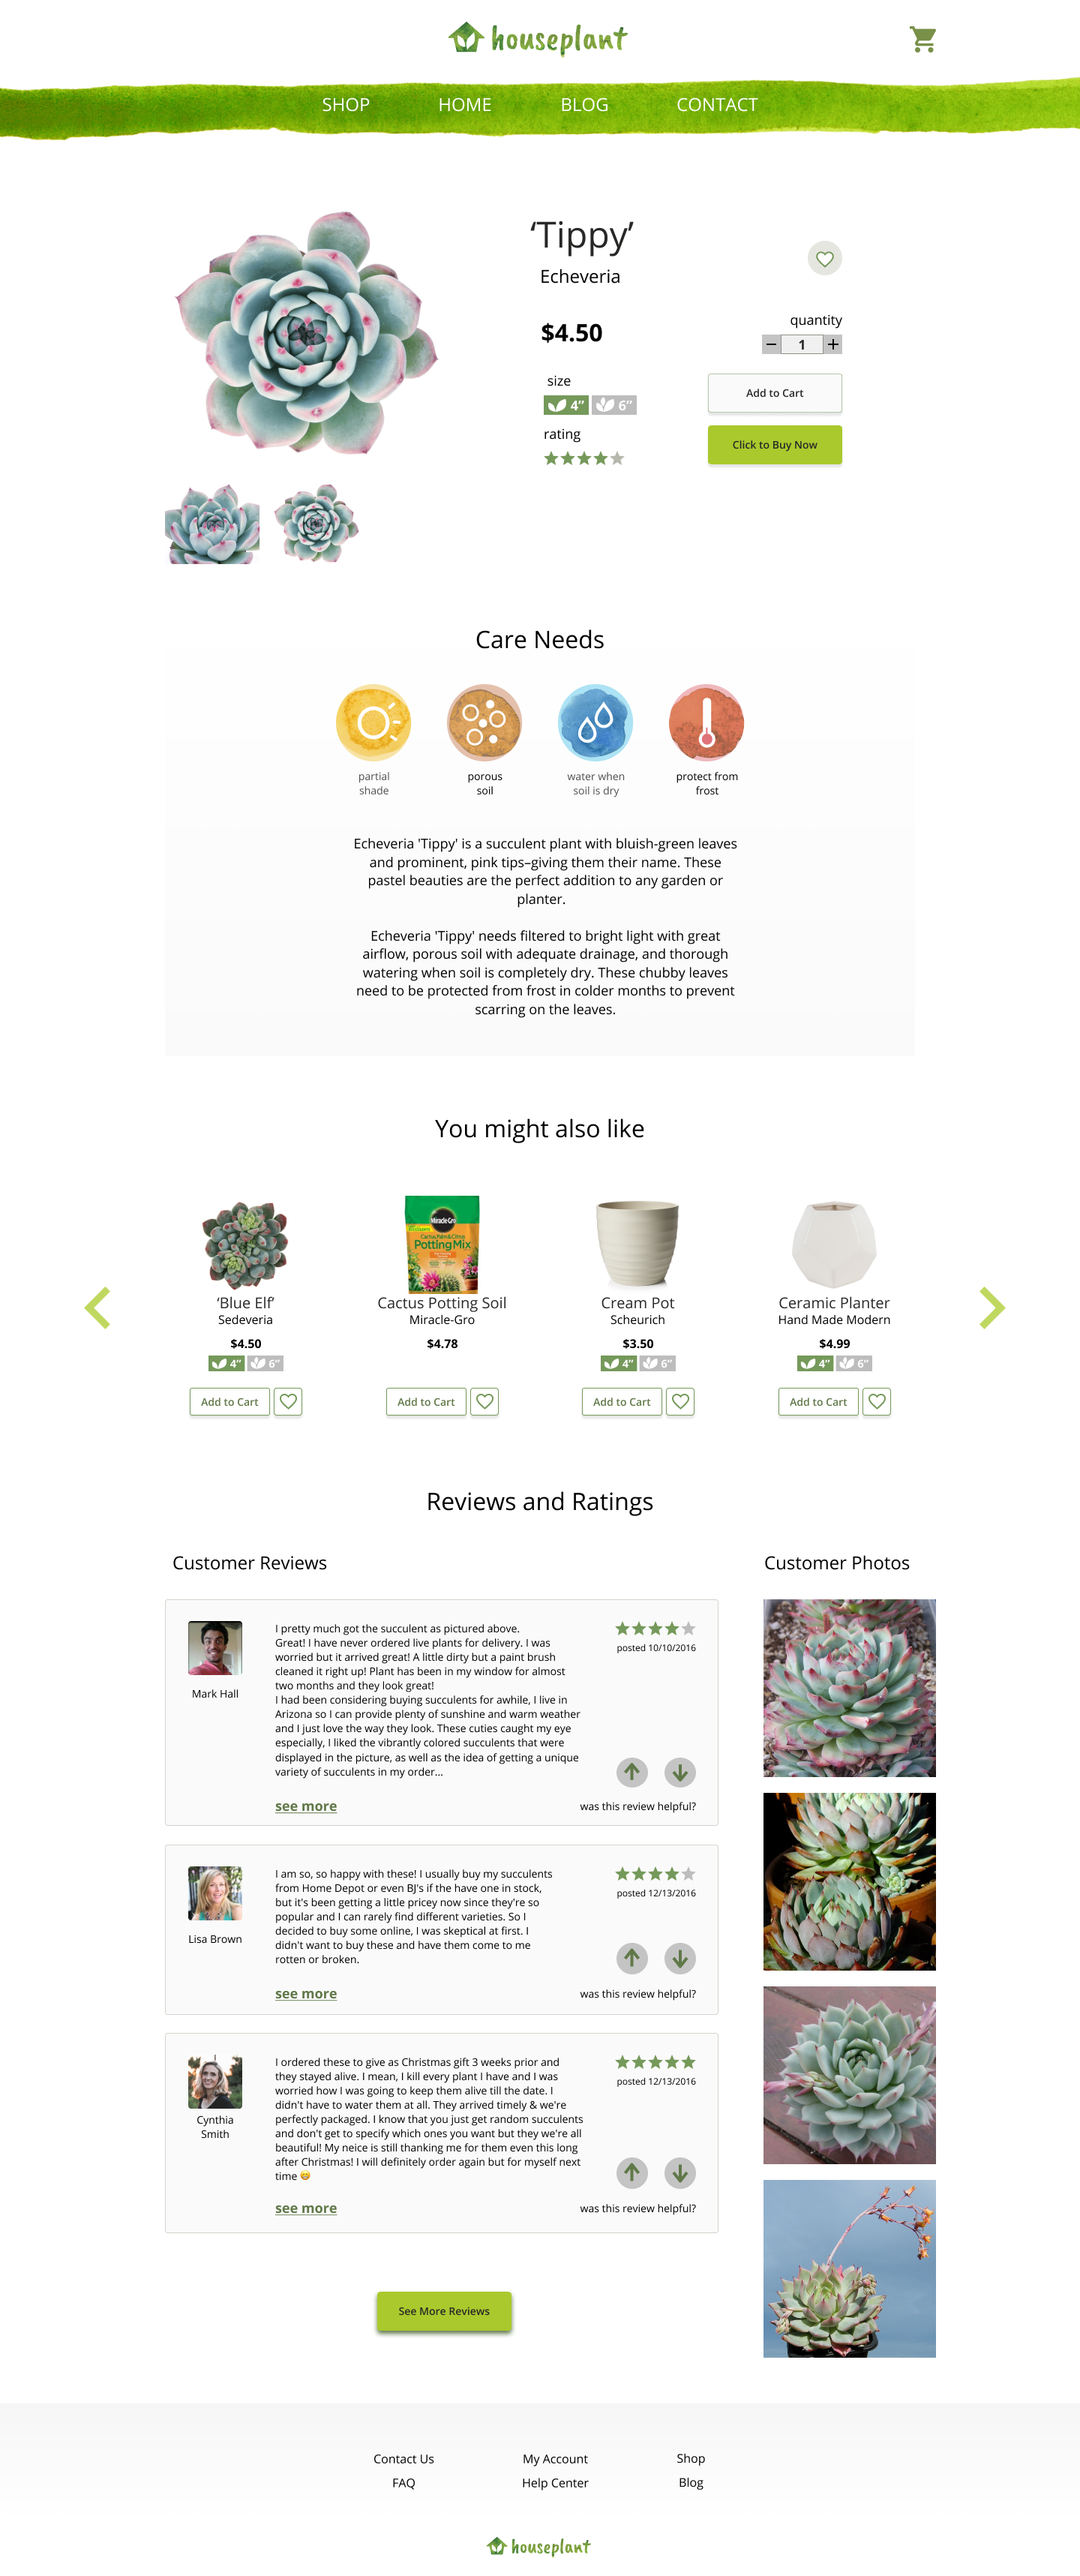 houseplant
SHOP
HOME
BLOG
CONTACT
‘Tippy’
Echeveria
$4.50
quantity
1
size
4”
6”
Add to Cart
rating
Click to Buy Now
Care Needs
partial
shade
porous
soil
water when
soil is dry
protect from
frost
Echeveria 'Tippy' is a succulent plant with bluish-green leaves
and prominent, pink tips–giving them their name. These
pastel beauties are the perfect addition to any garden or
planter.
Echeveria 'Tippy' needs filtered to bright light with great
airflow, porous soil with adequate drainage, and thorough
watering when soil is completely dry. These chubby leaves
need to be protected from frost in colder months to prevent
scarring on the leaves.
You might also like
Miracle-Gro
Cactus, Palm & Citrus
Potting Mix
‘Blue Elf’
Sedeveria
$4.50
4”
6”
Add to Cart
Cactus Potting Soil
Miracle-Gro
$4.78
Add to Cart
Cream Pot
Scheurich
$3.50
4”
6”
Add to Cart
Ceramic Planter
Hand Made Modern
$4.99
4”
6”
Add to Cart
Reviews and Ratings
Customer Reviews
Mark Hall
I pretty much got the succulent as pictured above.
Great! I have never ordered live plants for delivery. I was
worried but it arrived great! A little dirty but a paint brush
cleaned it right up! Plant has been in my window for almost
two months and they look great!
I had been considering buying succulents for awhile, I live in
Arizona so I can provide plenty of sunshine and warm weather
and I just love the way they look. These cuties caught my eye
especially, I liked the vibrantly colored succulents that were
displayed in the picture, as well as the idea of getting a unique
variety of succulents in my order...
see more
posted 10/10/2016
was this review helpful?
Lisa Brown
I am so, so happy with these! I usually buy my succulents
from Home Depot or even BJ's if the have one in stock,
but it's been getting a little pricey now since they're so
popular and I can rarely find different varieties. So I
decided to buy some online, I was skeptical at first. I
didn't want to buy these and have them come to me
rotten or broken.
see more
posted 12/13/2016
was this review helpful?
Cynthia
Smith
I ordered these to give as Christmas gift 3 weeks prior and
they stayed alive. I mean, I kill every plant I have and I was
worried how I was going to keep them alive till the date. I
didn't have to water them at all. They arrived timely & we're
perfectly packaged. I know that you just get random succulents
and don't get to specify which ones you want but they we're all
beautiful! My neice is still thanking me for them even this long
after Christmas! I will definitely order again but for myself next
time 😄
see more
posted 12/13/2016
was this review helpful?
Customer Photos
See More Reviews
Contact Us
My Account
Shop
FAQ
Help Center
Blog
houseplant